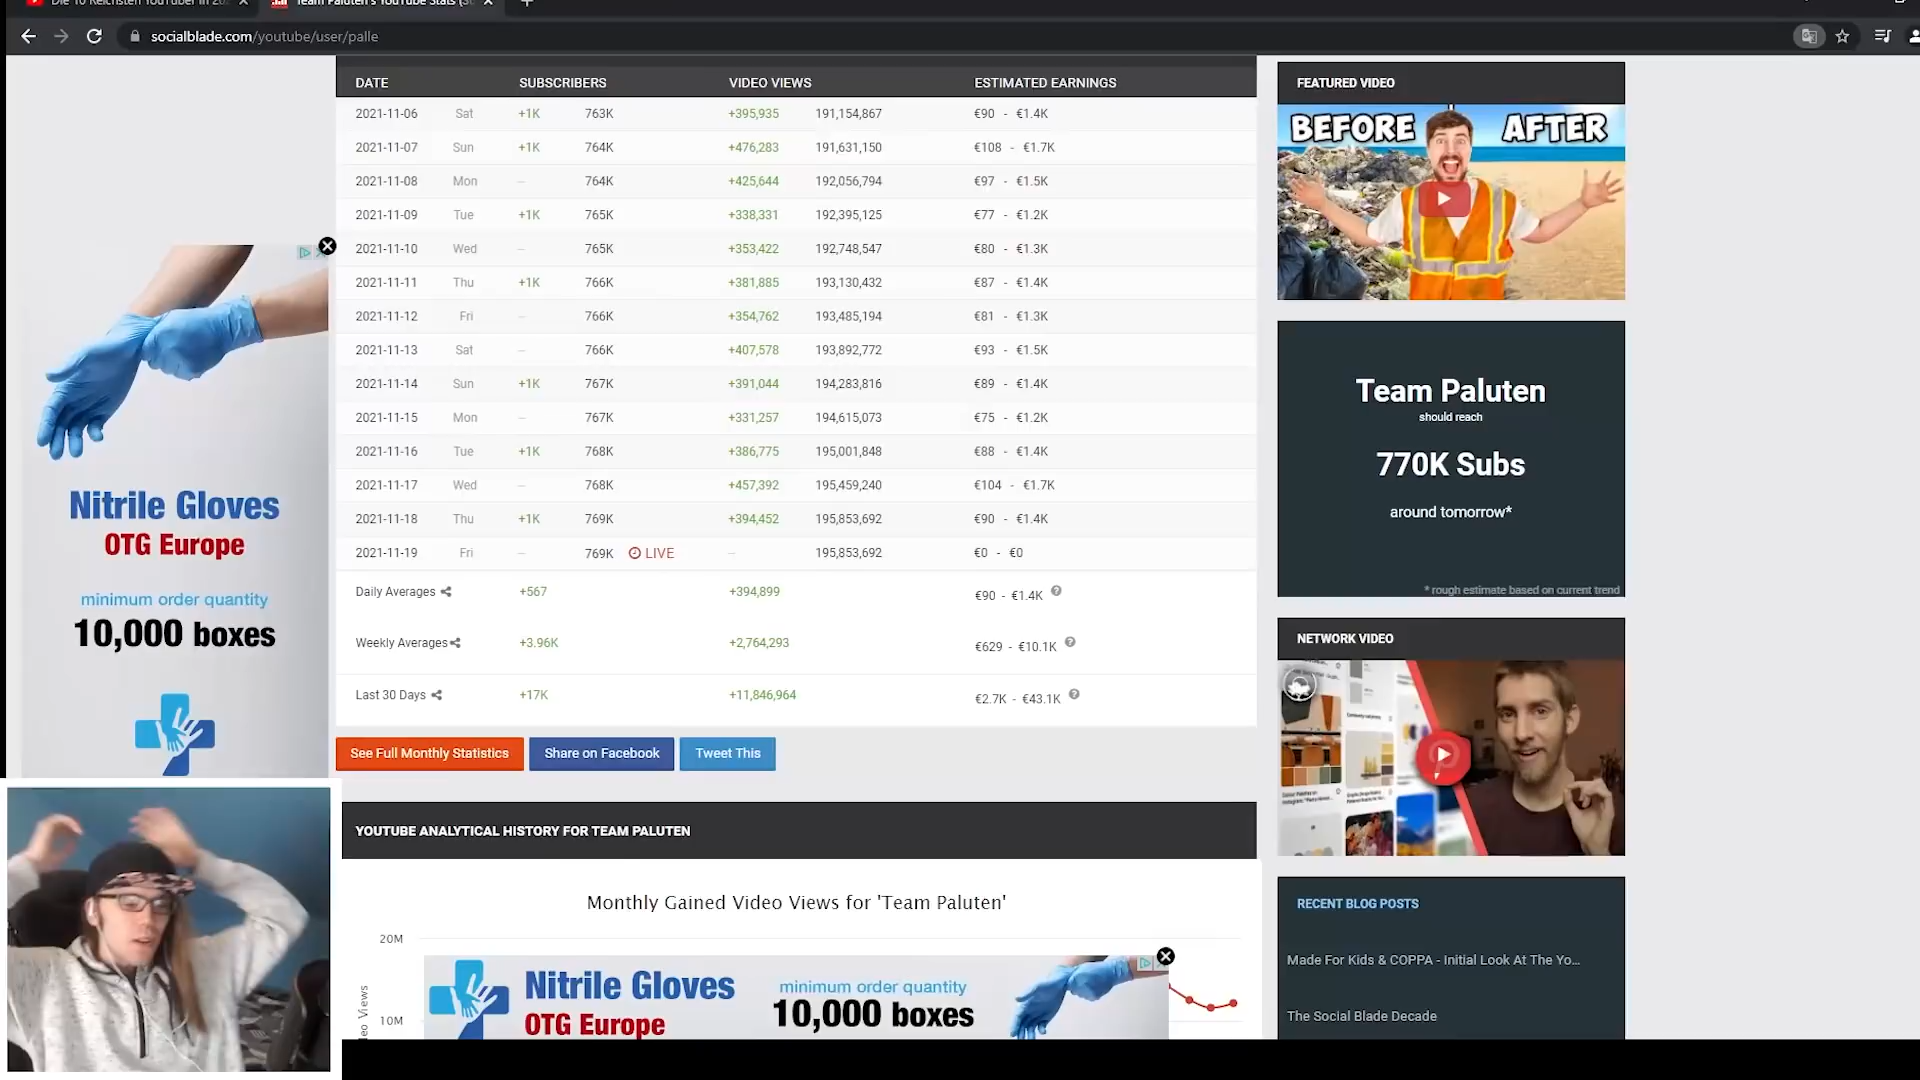 Die 10 Reichsten YouTuber in 20
Team Paluten's YouTube Stats (S
socialblade.com/youtube/user/palle
DATE SUBSCRIBERS VIDEO VIEWS ESTIMATED EARNINGS
2021-11-06 Sat +1K 763K +395,935 191,154,867 €90 - €1.4K
2021-11-07 Sun +1K 764K +476,283 191,631,150 €108 - €1.7K
2021-11-08 Mon -- 764K +425,644 192,056,794 €97 - €1.5K
2021-11-09 Tue +1K 765K +338,331 192,395,125 €77 - €1.2K
2021-11-10 Wed -- 765K +353,422 192,748,547 €80 - €1.3K
2021-11-11 Thu +1K 766K +381,885 193,130,432 €87 - €1.4K
2021-11-12 Fri -- 766K +354,762 193,485,194 €81 - €1.3K
2021-11-13 Sat -- 766K +407,578 193,892,772 €93 - €1.5K
2021-11-14 Sun +1K 767K +391,044 194,283,816 €89 - €1.4K
2021-11-15 Mon -- 767K +331,257 194,615,073 €75 - €1.2K
2021-11-16 Tue +1K 768K +386,775 195,001,848 €88 - €1.4K
2021-11-17 Wed -- 768K +457,392 195,459,240 €104 - €1.7K
2021-11-18 Thu +1K 769K +394,452 195,853,692 €90 - €1.4K
2021-11-19 Fri -- 769K LIVE -- 195,853,692 €0 - €0
Daily Averages +567 +394,899 €90 - €1.4K
Weekly Averages +3.96K +2,764,293 €629 - €10.1K
Last 30 Days +17K +11,846,964 €2.7K - €43.1K
See Full Monthly Statistics
Share on Facebook
Tweet This
YOUTUBE ANALYTICAL HISTORY FOR TEAM PALUTEN
Monthly Gained Video Views for 'Team Paluten'
20M
10M
eo Views
Nitrile Gloves
OTG Europe
minimum order quantity
10,000 boxes
Nitrile Gloves
OTG Europe
minimum order quantity
10,000 boxes
FEATURED VIDEO
BEFORE AFTER
Team Paluten
should reach
770K Subs
around tomorrow*
* rough estimate based on current trend
NETWORK VIDEO
RECENT BLOG POSTS
Made For Kids & COPPA - Initial Look At The Yo...
The Social Blade Decade